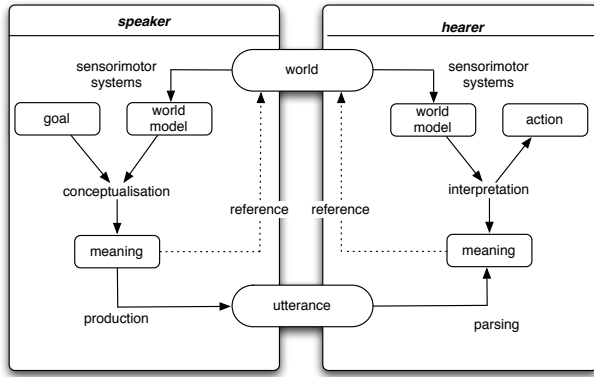 speaker
hearer
world
sensorimotor
systems
sensorimotor
systems
goal
world
model
world
model
action
conceptualisation
interpretation
reference
reference
meaning
meaning
utterance
production
parsing